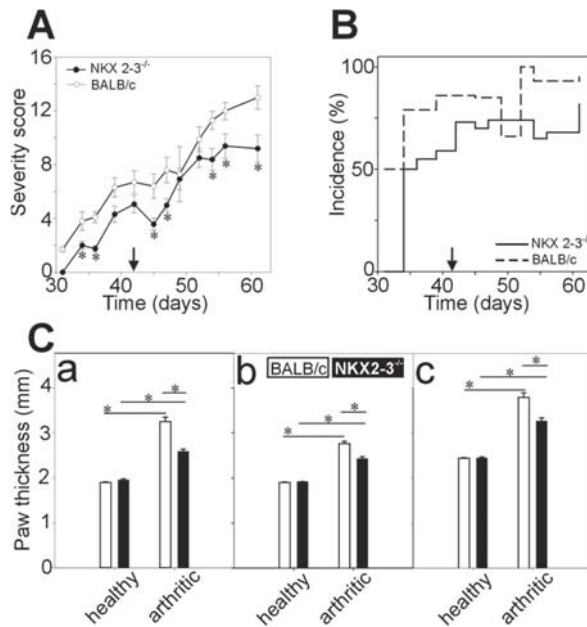 A
Severity score
16
12
8
4
0
NKX 2-3-/-
BALB/c
* * * * * * *
30 40 50 60
Time (days)
B
Incidence (%)
100
50
0
NKX 2-3-/-
BALB/c
30 40 50 60
Time (days)
C
Paw thickness (mm)
4
3
2
1
0
a
* * *
healthy
arthritic
b
BALB/c NKX2-3-/-
* * *
healthy
arthritic
c
* * *
healthy
arthritic